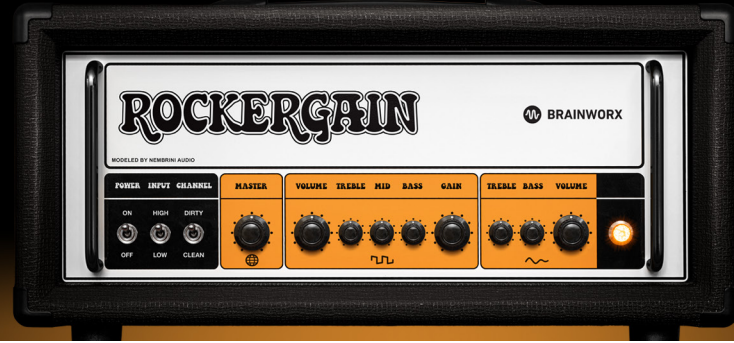 ROCKERGAIN
BRAINWORX
MODELED BY NEMBRINI AUDIO
POWER INPUT CHANNEL MASTER VOLUME TREBLE MID BASS GAIN TREBLE BASS VOLUME
ON HIGH DIRTY
OFF LOW CLEAN